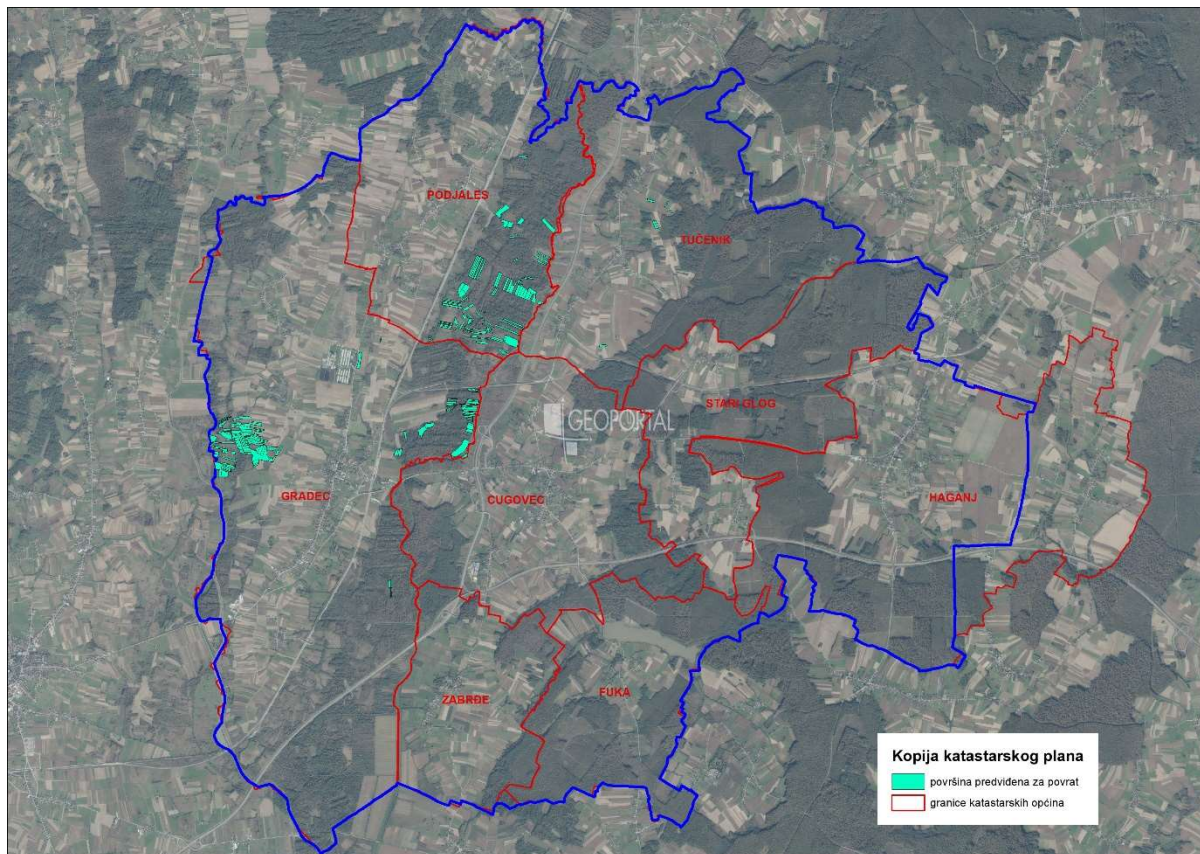 PODJALES
TUČENIK
STARI GLOG
GEOPORTAL
GRADEC
CUGOVEC
HAGANJ
ZABRĐE
FUKA
Kopija katastarskog plana
površina predviđena za povrat
granice katastarskih općina